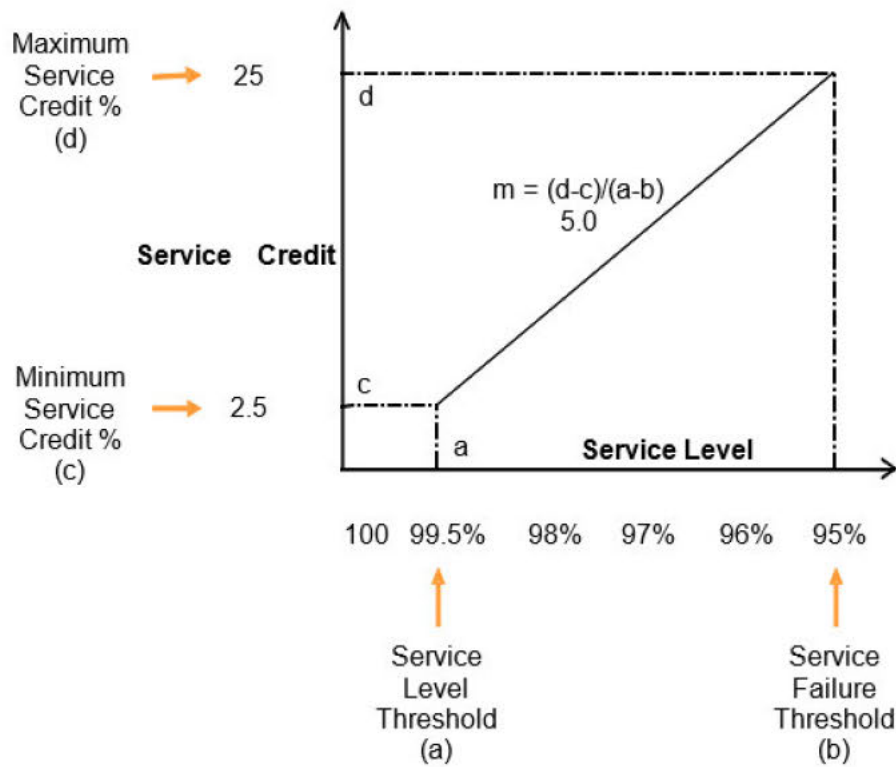 Maximum
Service
Credit %
(d)
25
d
m = (d-c)/(a-b)
5.0
Service Credit
Minimum
Service
Credit %
(c)
2.5
c
a
Service Level
100 99.5% 98% 97% 96% 95%
Service
Level
Threshold
(a)
Service
Failure
Threshold
(b)